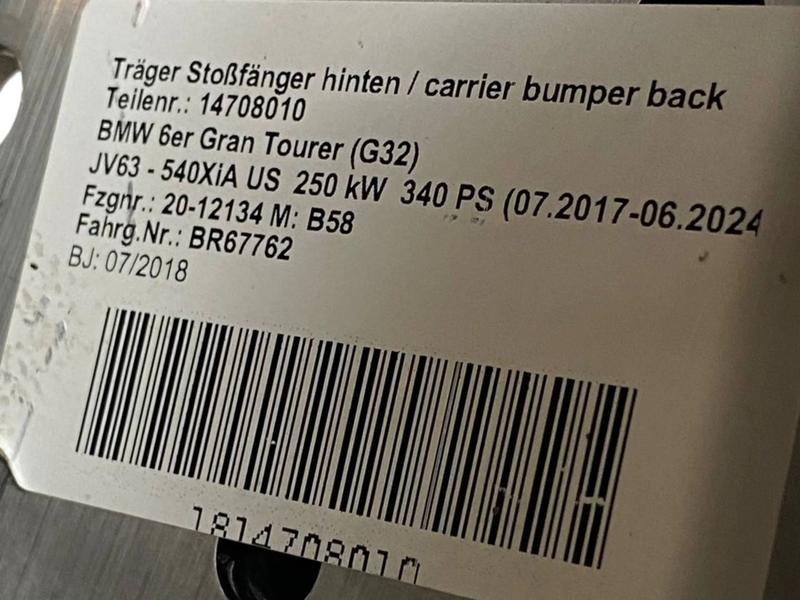 Träger Stoßfänger hinten / carrier bumper back
Teilenr.: 14708010
BMW 6er Gran Tourer (G32)
JV63 - 540XiA US 250 kW 340 PS (07.2017-06.2024
Fzgnr.: 20-12134 M: B58
Fahrg.Nr.: BR67762
BJ: 07/2018
1814708010